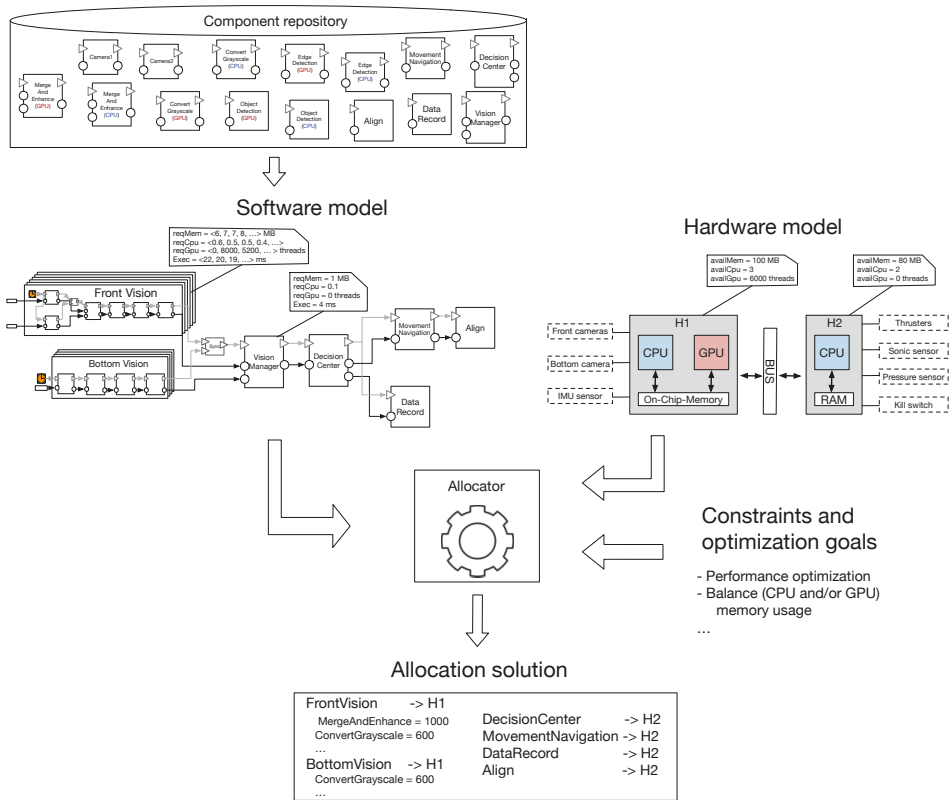 Component repository
Camera1
Camera2
Convert
Grayscale
(CPU)
Edge
Detection
(GPU)
Edge
Detection
(CPU)
Movement
Navigation
Decision
Center
Merge
And
Enhance
(GPU)
Merge
And
Enhance
(CPU)
Convert
Grayscale
(GPU)
Object
Detection
(GPU)
Object
Detection
(CPU)
Align
Data
Record
Vision
Manager
Software model
reqMem = <6, 7, 7, 8, …> MB
reqCpu = <0.6, 0.5, 0.5, 0.4, …>
reqGpu = <0, 8000, 5200, … > threads
Exec = <22, 20, 19, …> ms
reqMem = 1 MB
reqCpu = 0.1
reqGpu = 0 threads
Exec = 4 ms
Front Vision
Bottom Vision
Sync
Vision
Manager
Decision
Center
Movement
Navigation
Align
Data
Record
Hardware model
availMem = 100 MB
availCpu = 3
availGpu = 6000 threads
availMem = 80 MB
availCpu = 2
availGpu = 0 threads
Front cameras
Bottom camera
IMU sensor
H1
CPU
GPU
On-Chip-Memory
BUS
H2
CPU
RAM
Thrusters
Sonic sensor
Pressure sensor
Kill switch
Allocator
Constraints and
optimization goals
- Performance optimization
- Balance (CPU and/or GPU)
memory usage
…
Allocation solution
FrontVision -> H1
MergeAndEnhance = 1000
ConvertGrayscale = 600
…
BottomVision -> H1
ConvertGrayscale = 600
…
DecisionCenter -> H2
MovementNavigation -> H2
DataRecord -> H2
Align -> H2